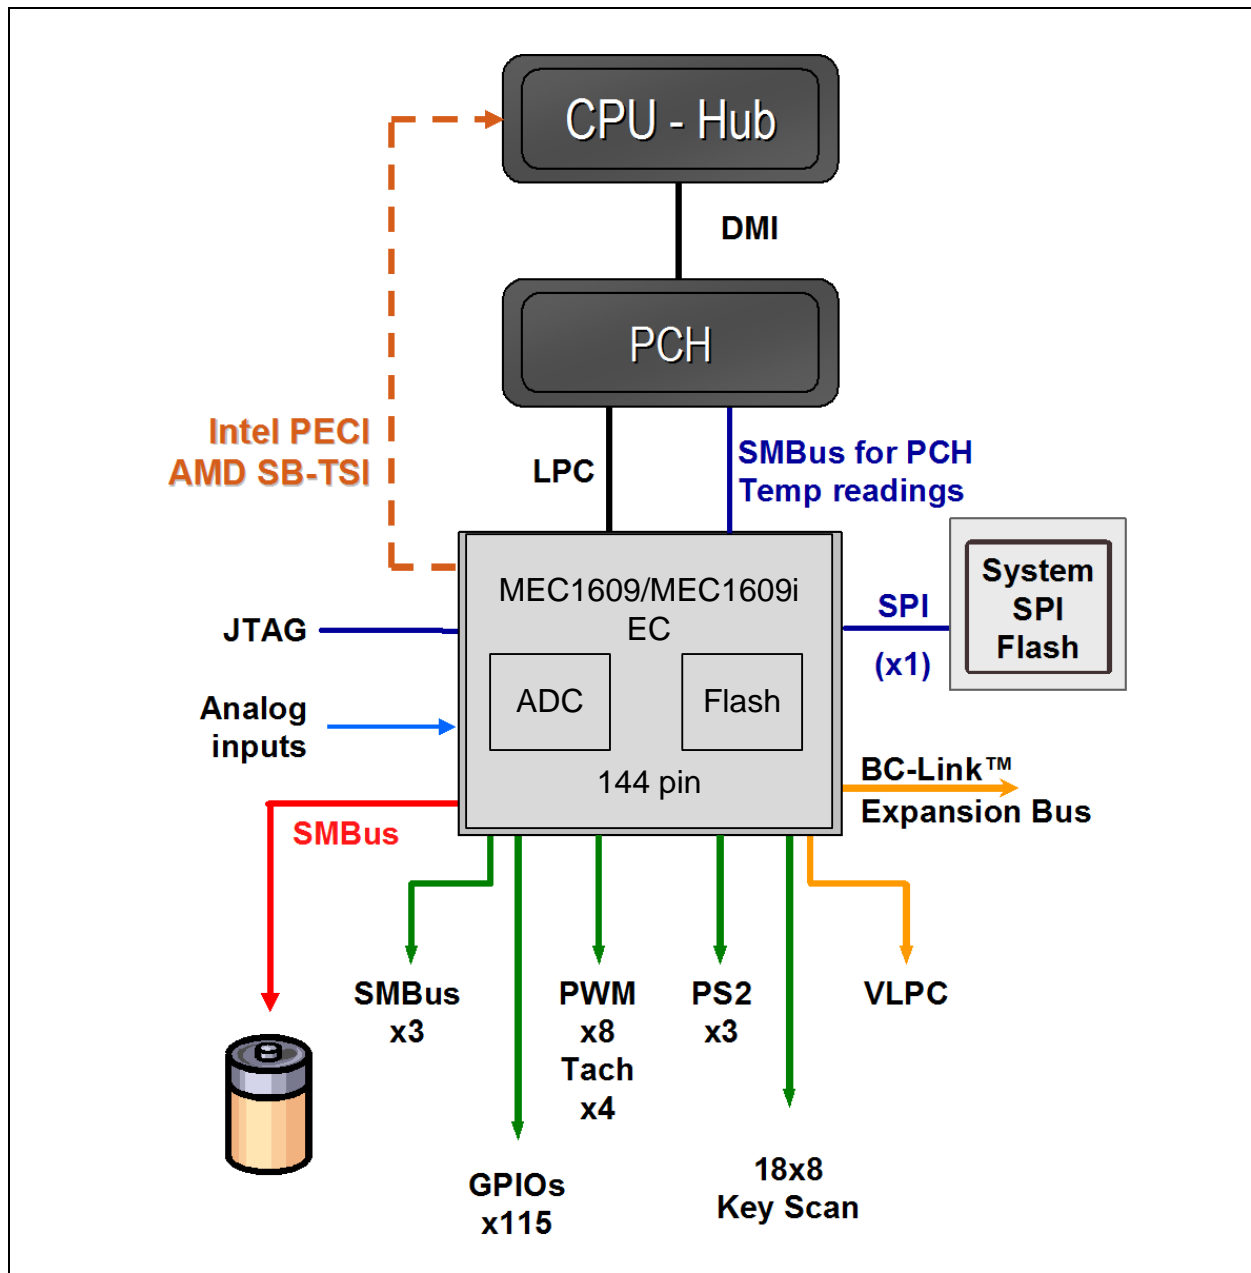 CPU - Hub
DMI
PCH
Intel PECI
AMD SB-TSI
LPC
SMBus for PCH
Temp readings
MEC1609/MEC1609i
EC
ADC
Flash
144 pin
JTAG
Analog
inputs
SPI
(x1)
System
SPI
Flash
BC-Link™
Expansion Bus
SMBus
SMBus
x3
GPIOs
x115
PWM
x8
Tach
x4
PS2
x3
18x8
Key Scan
VLPC